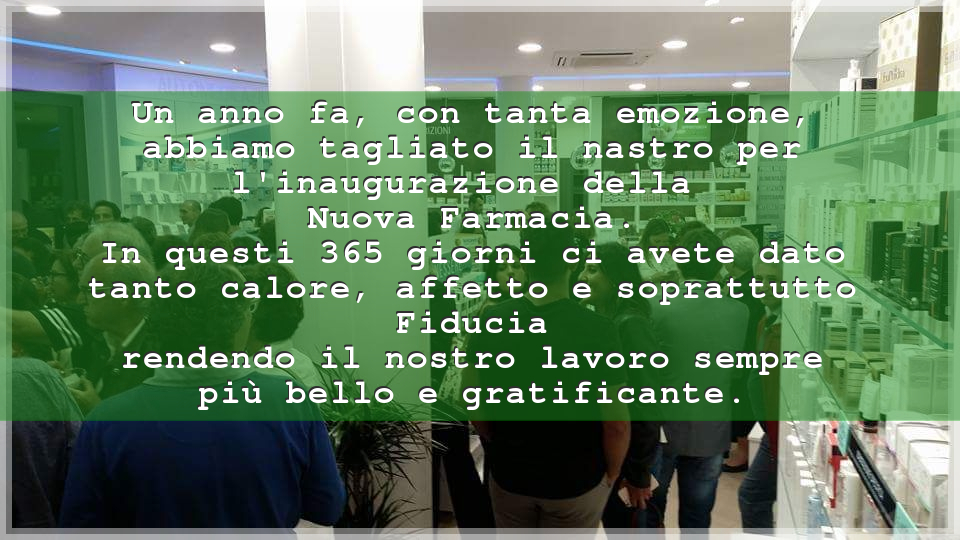 Un anno fa, con tanta emozione,
abbiamo tagliato il nastro per
l'inaugurazione della
Nuova Farmacia.
In questi 365 giorni ci avete dato
tanto calore, affetto e soprattutto
Fiducia
rendendo il nostro lavoro sempre
più bello e gratificante.